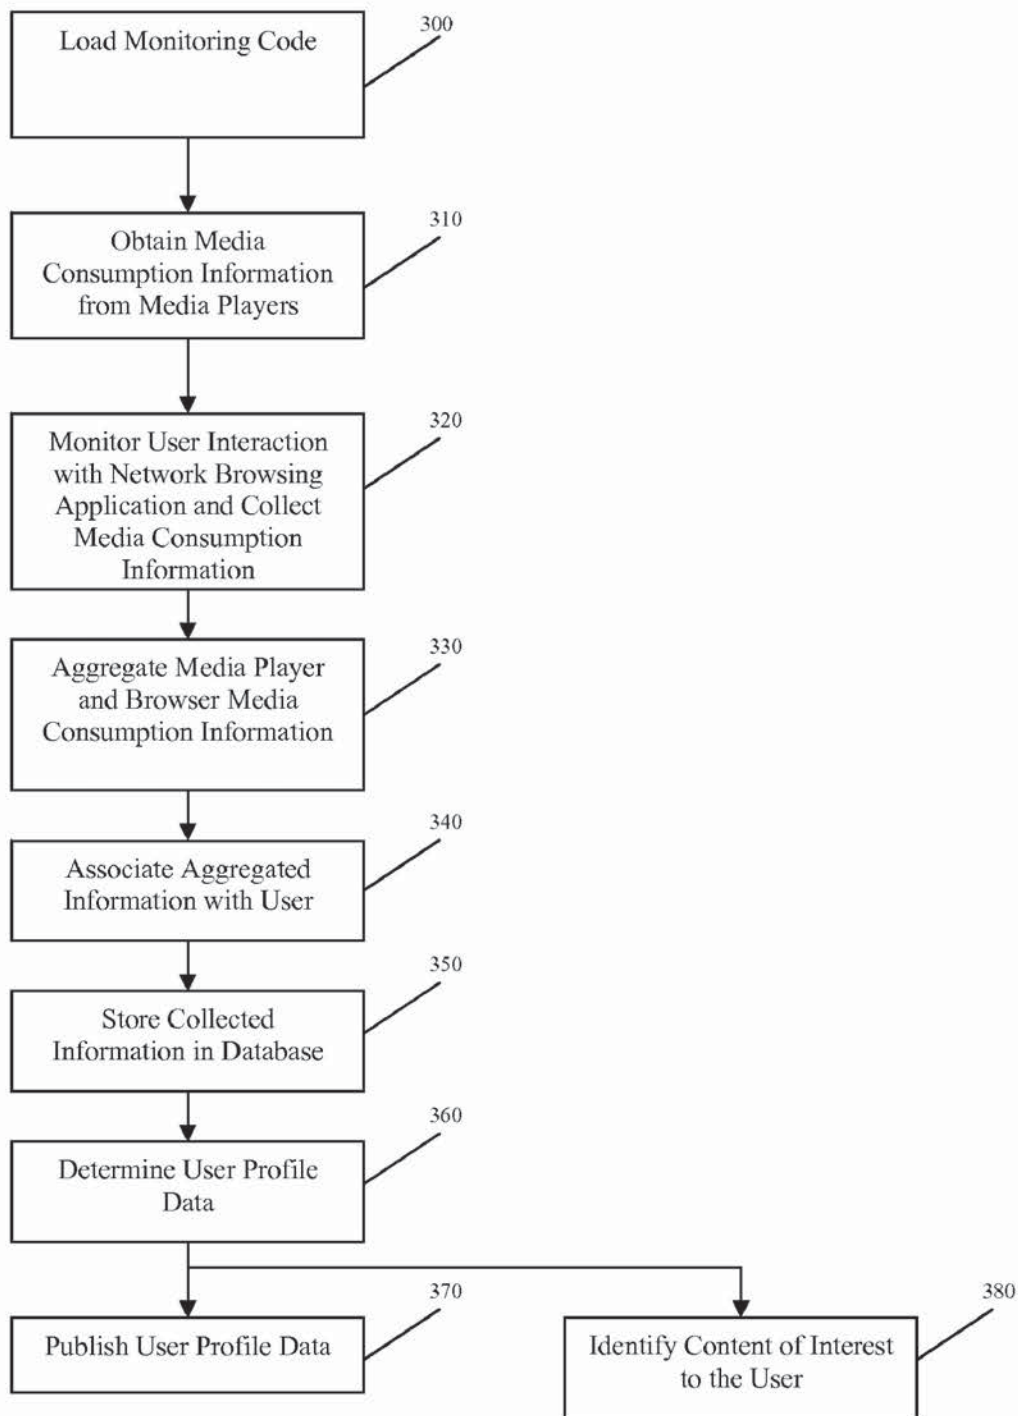 Load Monitoring Code
300
Obtain Media
Consumption Information
from Media Players
310
Monitor User Interaction
with Network Browsing
Application and Collect
Media Consumption
Information
320
Aggregate Media Player
and Browser Media
Consumption Information
330
Associate Aggregated
Information with User
340
Store Collected
Information in Database
350
Determine User Profile
Data
360
Publish User Profile Data
370
Identify Content of Interest
to the User
380